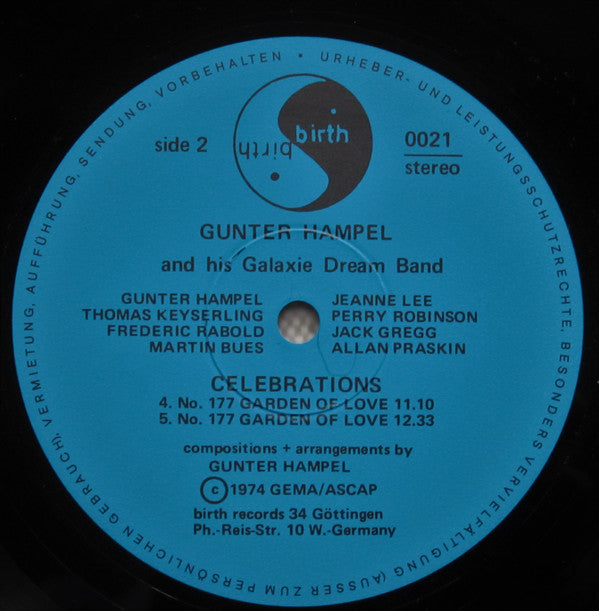 URHEBER- UND LEISTUNGSSCHUTZRECHTE, BESONDERS VERVIELFÄLTIGUNG (AUSSER ZUM PERSÖNLICHEN GEBRAUCH), VERMIETUNG, AUFFÜHRUNG, SENDUNG, VORBEHALTEN •
side 2
birth
birth
0021
stereo
GUNTER HAMPEL
and his Galaxie Dream Band
GUNTER HAMPEL
THOMAS KEYSERLING
FREDERIC RABOLD
MARTIN BUES
JEANNE LEE
PERRY ROBINSON
JACK GREGG
ALLAN PRASKIN
CELEBRATIONS
4. No. 177 GARDEN OF LOVE 11.10
5. No. 177 GARDEN OF LOVE 12.33
compositions + arrangements by
GUNTER HAMPEL
©1974 GEMA/ASCAP
birth records 34 Göttingen
Ph.-Reis-Str. 10 W.-Germany